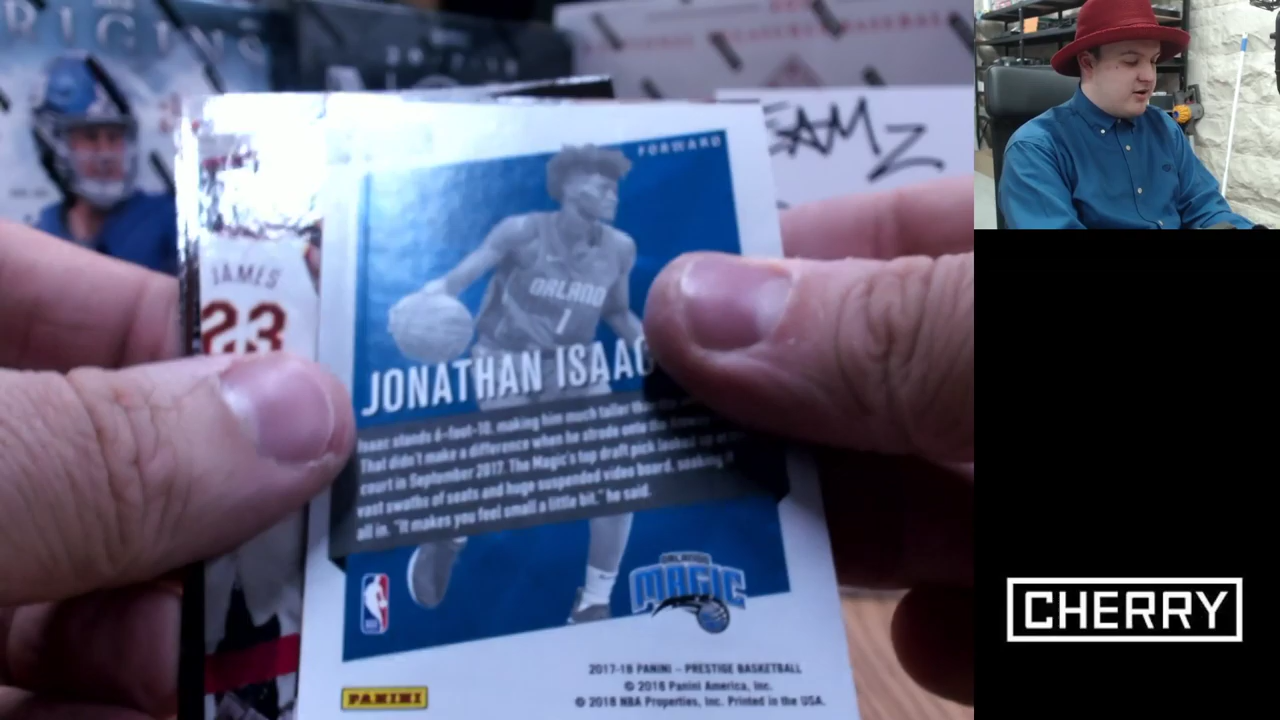 ORIGINS
EAMZ
FORWARD
JAMES
23
ORLANDO
1
JONATHAN ISAAC
Isaac stands 6-foot-10, making him much taller than the
That didn't make a difference when he strode onto the
court in September 2017. The Magic's top draft pick looked up at
vast swaths of seats and huge suspended video board, soaking it
all in. "It makes you feel small a little bit," he said.
ORLANDO
MAGIC
NBA
2017-18 PANINI – PRESTIGE BASKETBALL
© 2018 Panini America, Inc.
© 2018 NBA Properties, Inc. Printed in the USA.
PANINI
CHERRY